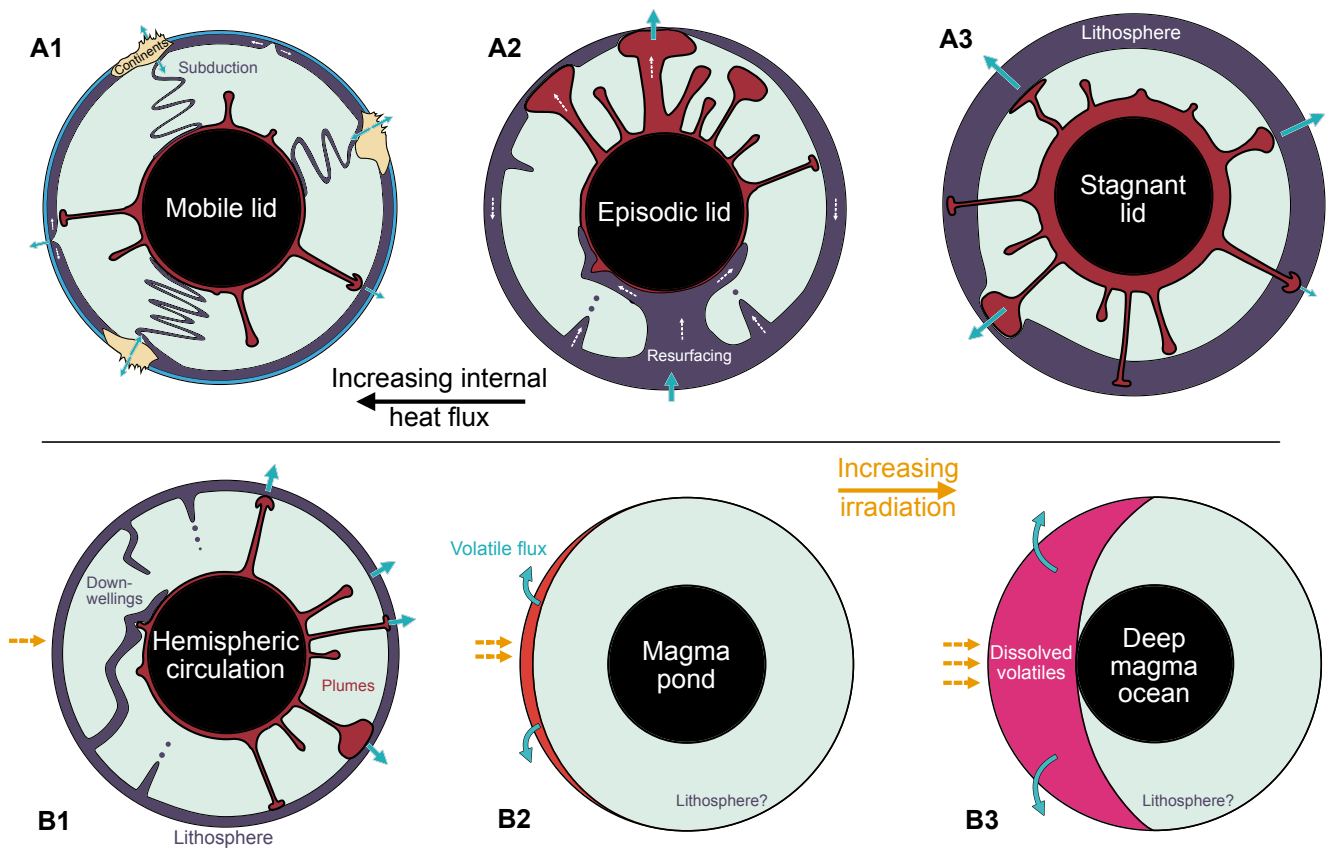 A1
Continents
Subduction
Mobile lid
A2
Episodic lid
Resurfacing
A3
Lithosphere
Stagnant
lid
Increasing internal
heat flux
Increasing
irradiation
Down-
wellings
Hemispheric
circulation
Plumes
B1
Lithosphere
Volatile flux
Magma
pond
Lithosphere?
B2
Dissolved
volatiles
Deep
magma
ocean
Lithosphere?
B3